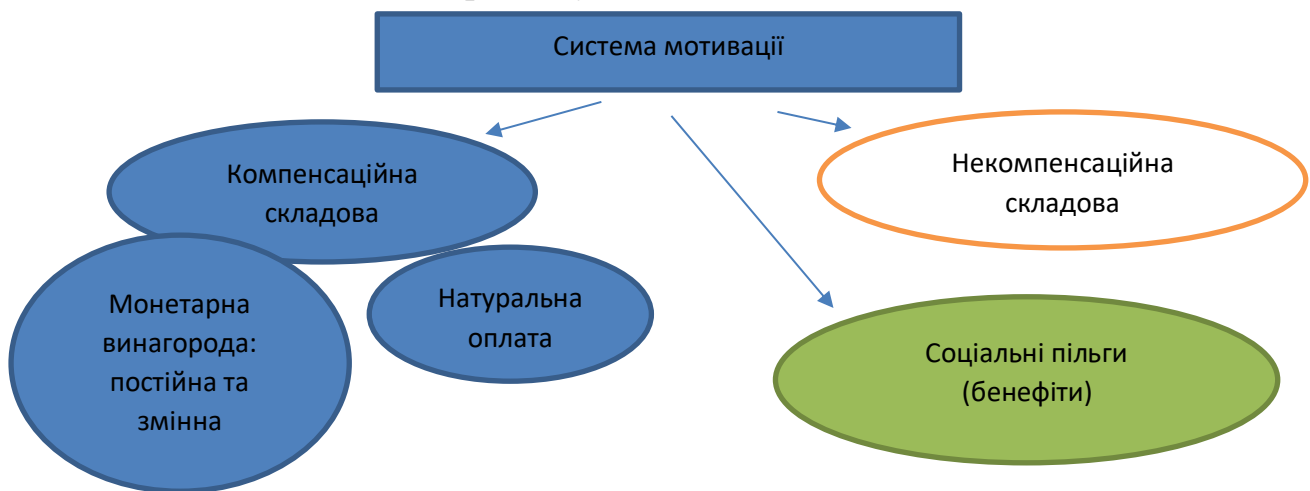 Система мотивації
Компенсаційна
складова
Некомпенсаційна
складова
Монетарна
винагорода:
постійна та
змінна
Натуральна
оплата
Соціальні пільги
(бенефіти)